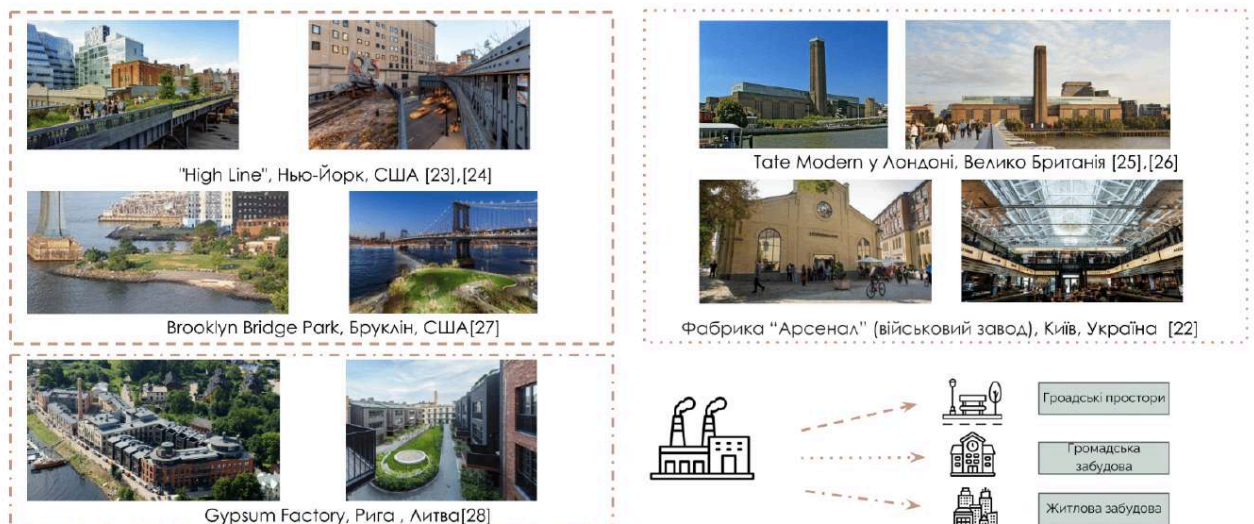 "High Line", Нью-Йорк, США [23],[24]
Brooklyn Bridge Park, Бруклін, США[27]
Gypsum Factory, Рига , Литва[28]
Tate Modern у Лондоні, Велико Британія [25],[26]
Фабрика “Арсенал” (військовий завод), Київ, Україна [22]
Гроадські простори
Громадська
забудова
Житлова забудова